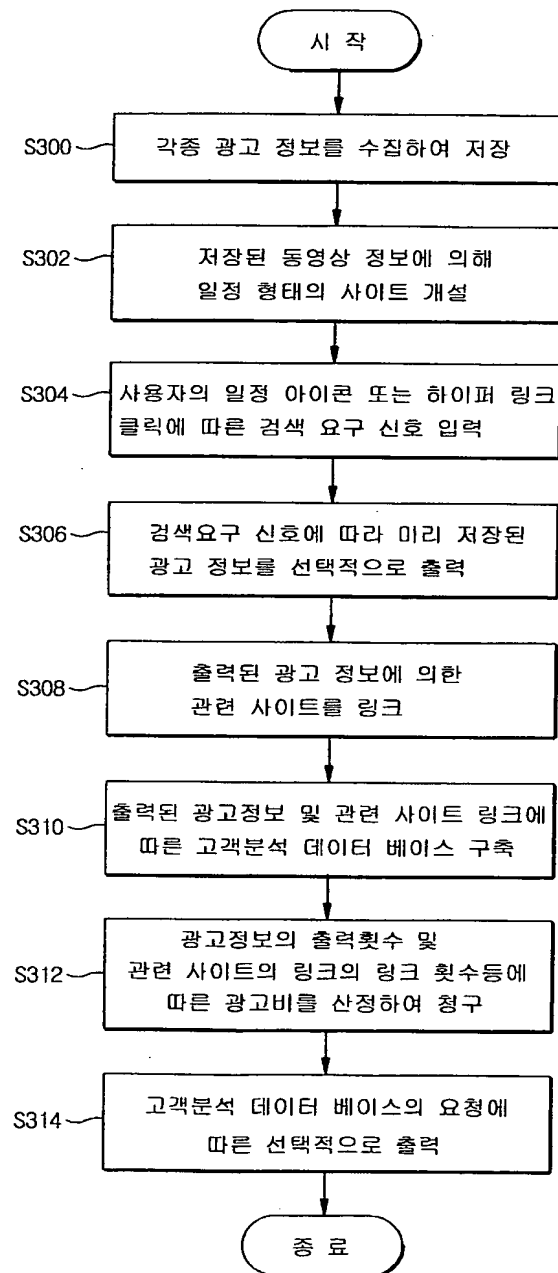 시 작
S300
각종 광고 정보를 수집하여 저장
S302
저장된 동영상 정보에 의해
일정 형태의 사이트 개설
S304
사용자의 일정 아이콘 또는 하이퍼 링크
클릭에 따른 검색 요구 신호 입력
S306
검색요구 신호에 따라 미리 저장된
광고 정보를 선택적으로 출력
S308
출력된 광고 정보에 의한
관련 사이트를 링크
S310
출력된 광고정보 및 관련 사이트 링크에
따른 고객분석 데이터 베이스 구축
S312
광고정보의 출력횟수 및
관련 사이트의 링크의 링크 횟수등에
따른 광고비를 산정하여 청구
S314
고객분석 데이터 베이스의 요청에
따른 선택적으로 출력
종 료